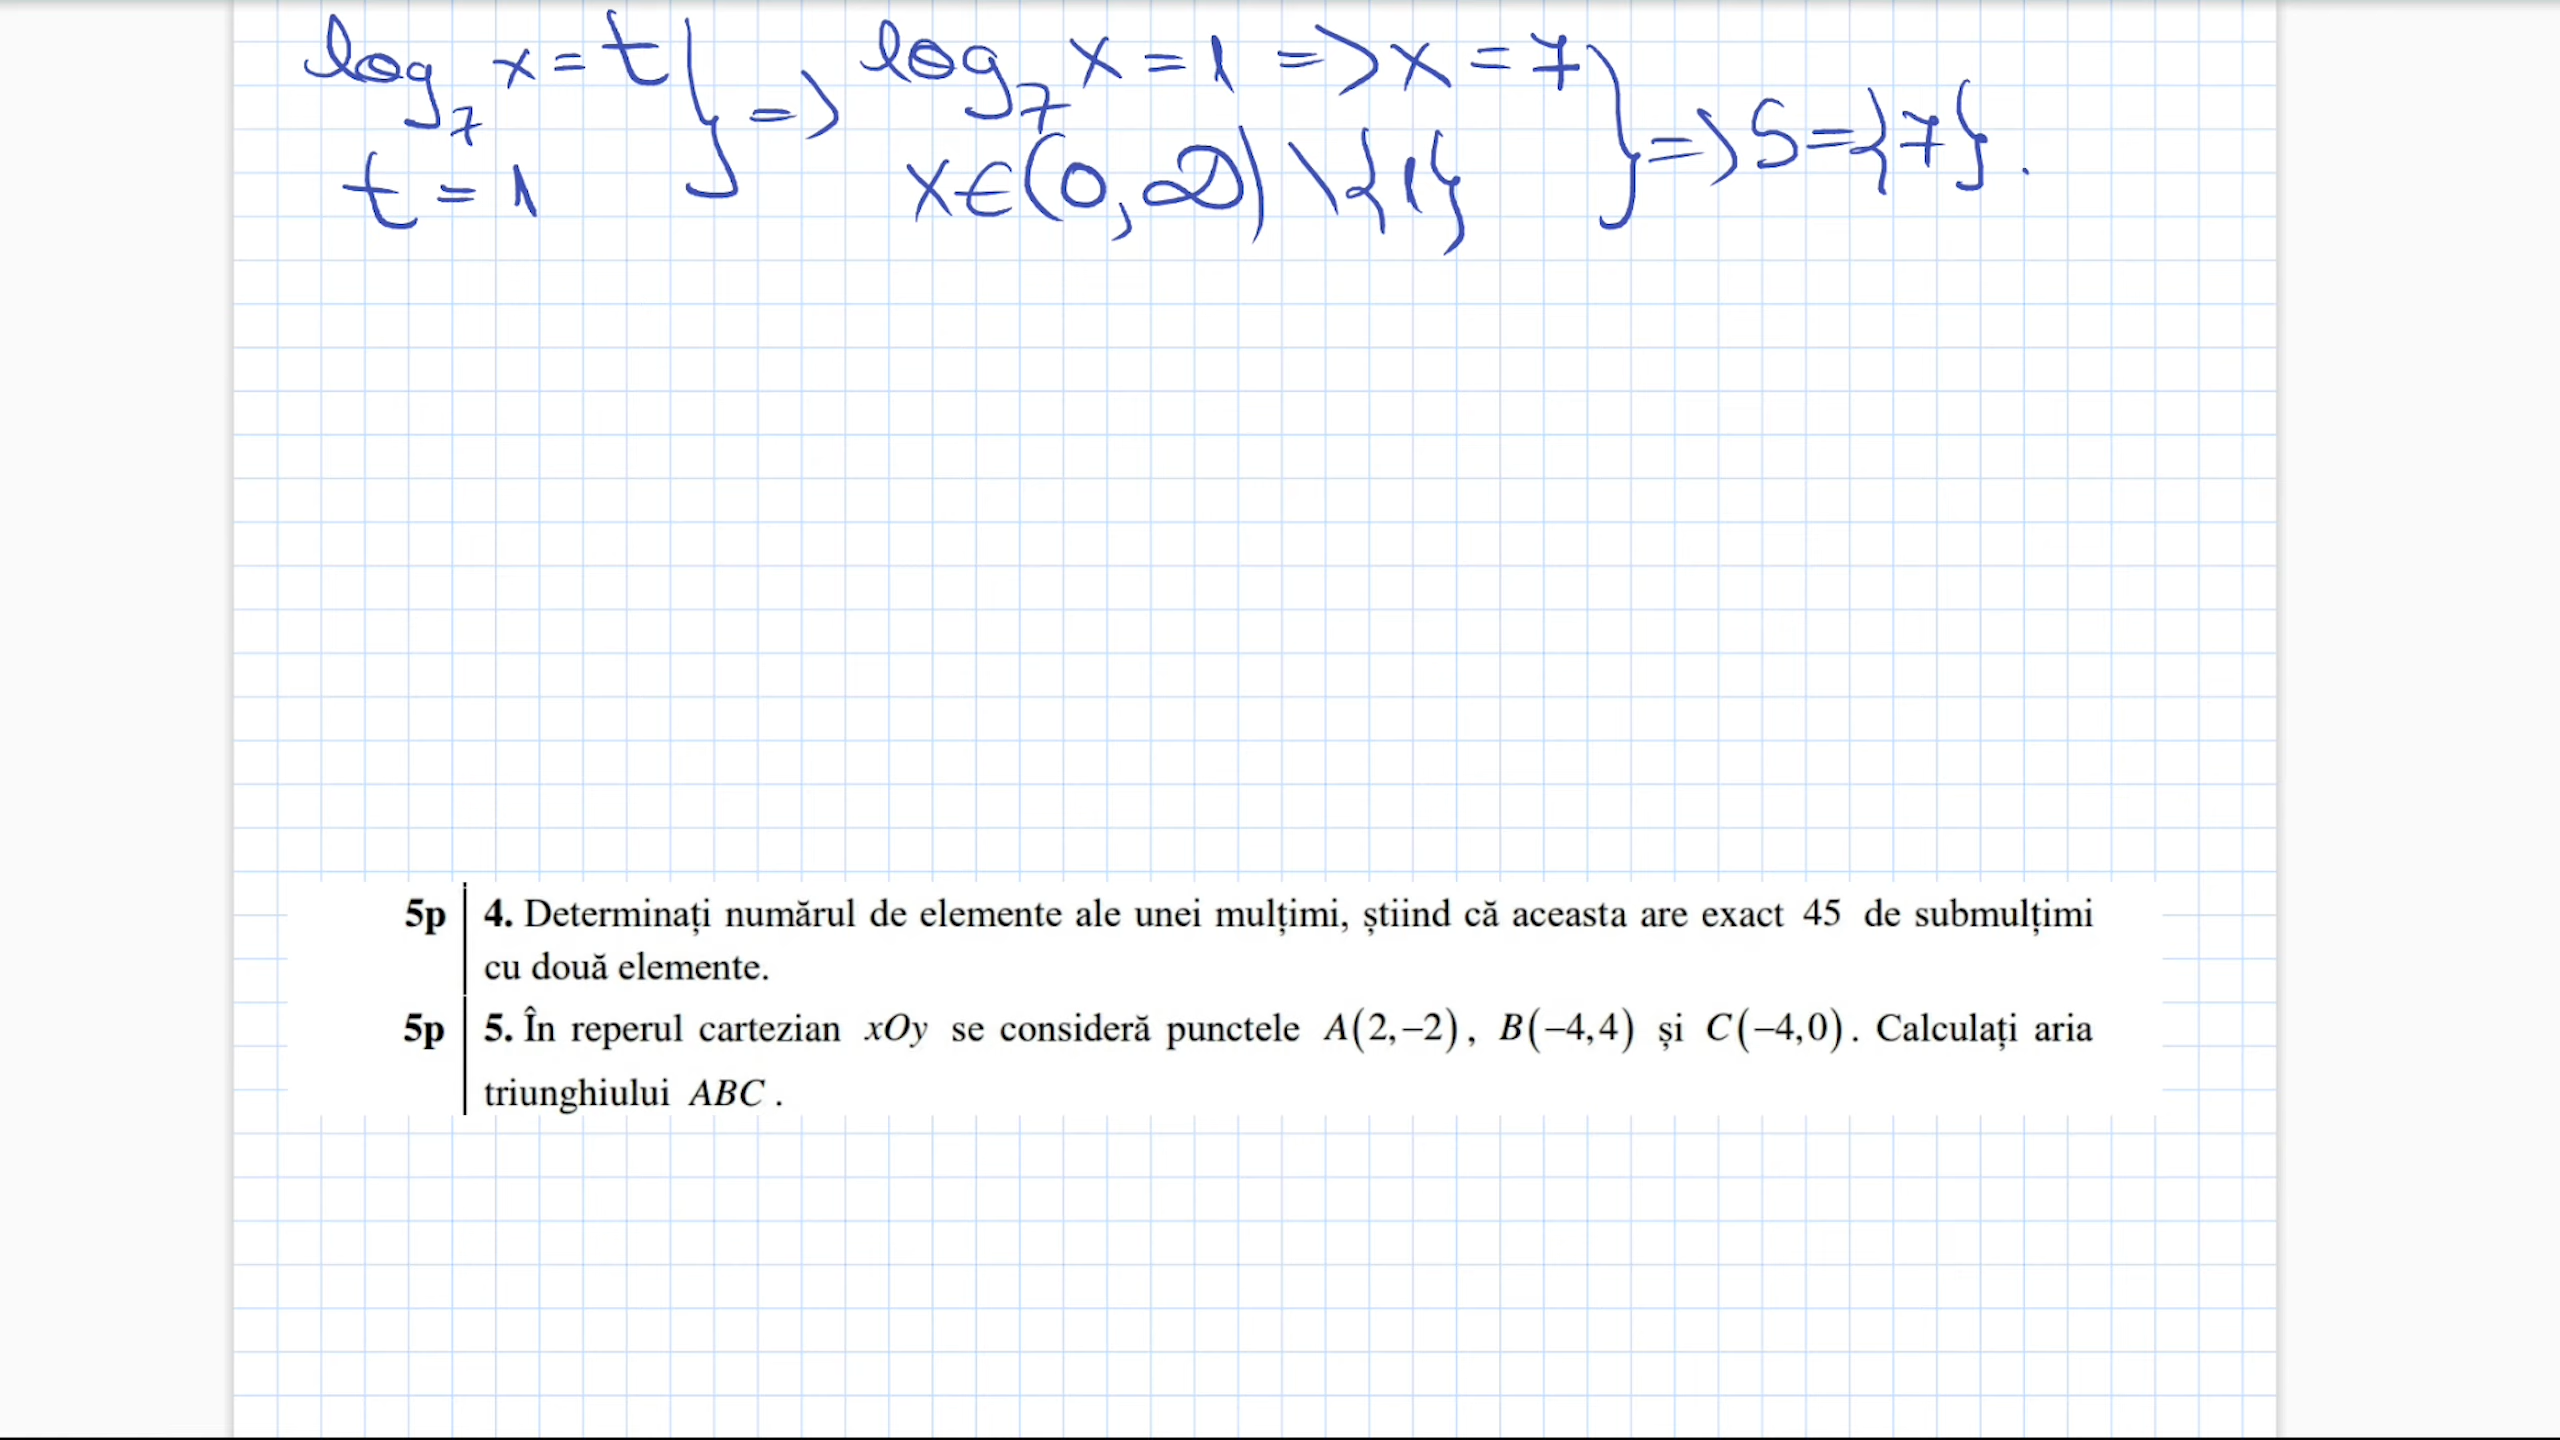 log₇ x = t } => log₇ x = 1 => x = 7 } => S = {7}.
t = 1 x ∈ (0, ∞) \ {1}
5p 4. Determinați numărul de elemente ale unei mulțimi, știind că aceasta are exact 45 de submulțimi
cu două elemente.
5p 5. În reperul cartezian xOy se consideră punctele A(2,−2), B(−4,4) și C(−4,0). Calculați aria
triunghiului ABC .